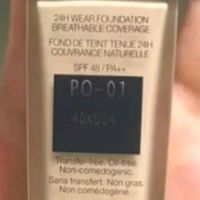 24H WEAR FOUNDATION
BREATHABLE COVERAGE
FOND DE TEINT TENUE 24H
COUVRANCE NATURELLE
SPF 48 / PA++
PO-01
40KD04
Transfer-free. Oil-free.
Non-comedogenic.
Sans transfert. Non gras.
Non comédogène.